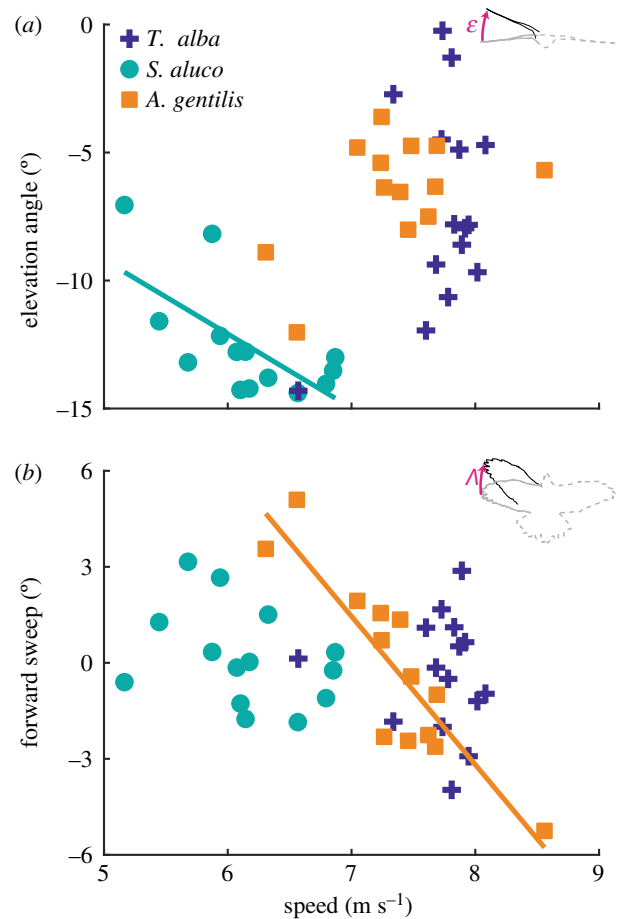 (a)
T. alba
S. aluco
A. gentilis
ε
0
–5
–10
–15
elevation angle (°)
(b)
Λ
6
3
0
–3
–6
forward sweep (°)
5 6 7 8 9
speed (m s–1)